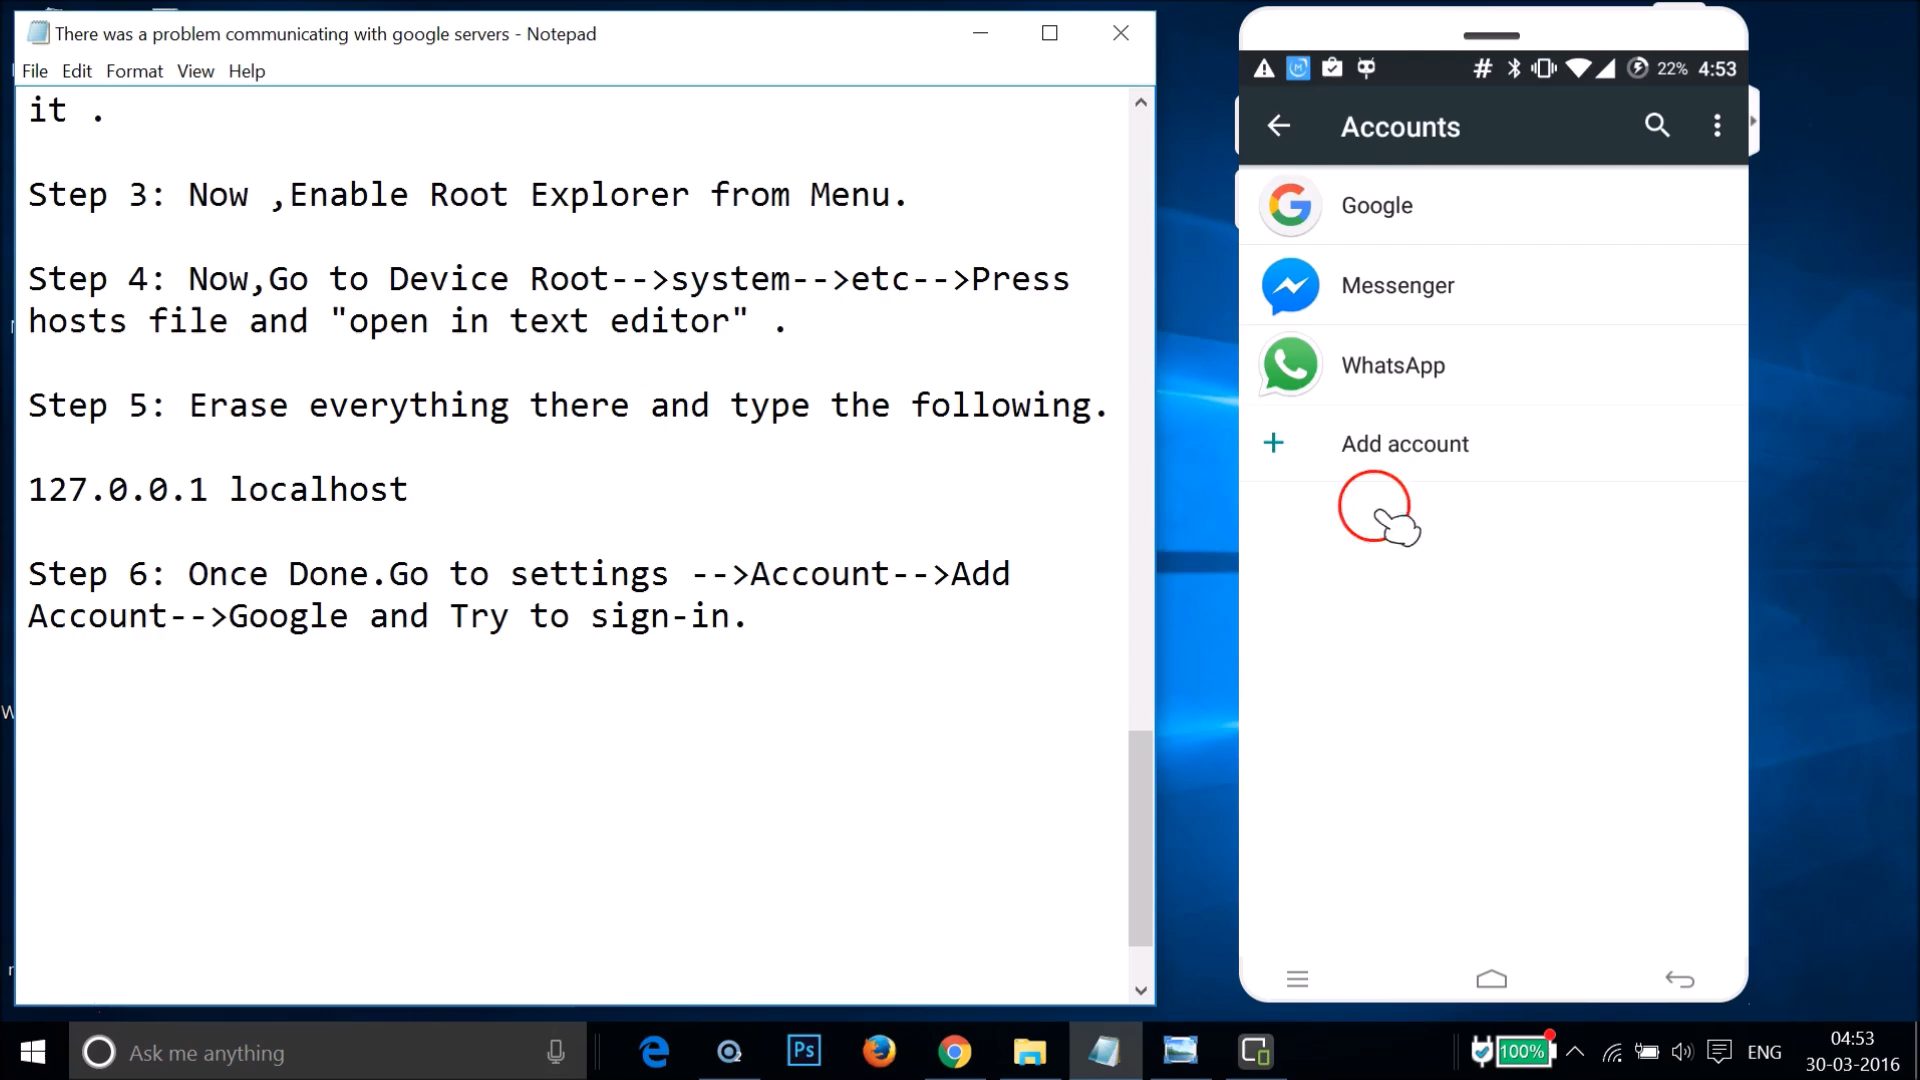 There was a problem communicating with google servers - Notepad
File Edit Format View Help
it .
Step 3: Now ,Enable Root Explorer from Menu.
Step 4: Now,Go to Device Root-->system-->etc-->Press
hosts file and "open in text editor" .
Step 5: Erase everything there and type the following.
127.0.0.1 localhost
Step 6: Once Done.Go to settings -->Account-->Add
Account-->Google and Try to sign-in.
22% 4:53
Accounts
Google
Messenger
WhatsApp
Add account
Ask me anything
Ps
100%
ENG
04:53
30-03-2016